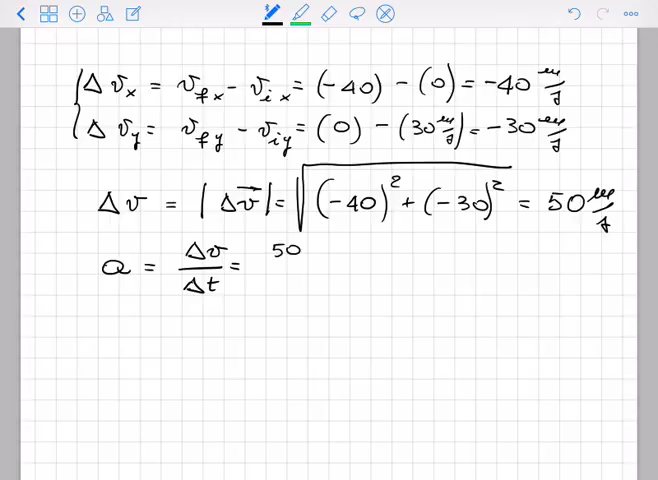 Δv_x = v_fx - v_ix = (-40) - (0) = -40 m/s
Δv_y = v_fy - v_iy = (0) - (30 m/s) = -30 m/s
Δv = |Δv⃗| = √((-40)² + (-30)²) = 50 m/s
a = Δv/Δt = 50